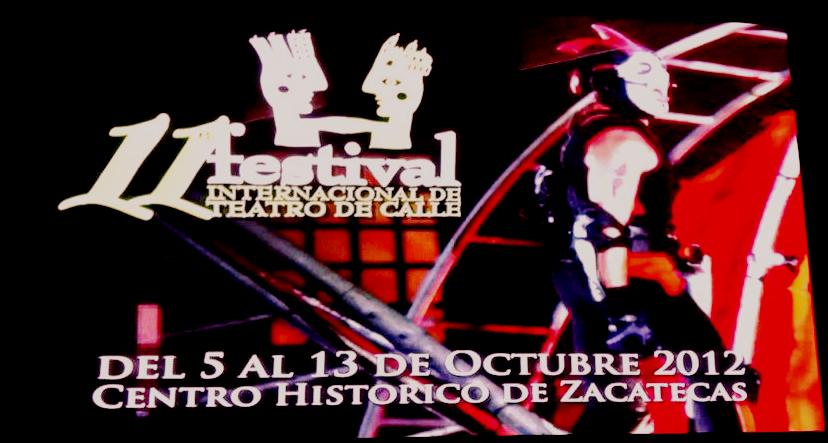 11 festival
INTERNACIONAL DE
TEATRO DE CALLE
DEL 5 AL 13 DE OCTUBRE 2012
CENTRO HISTORICO DE ZACATECAS